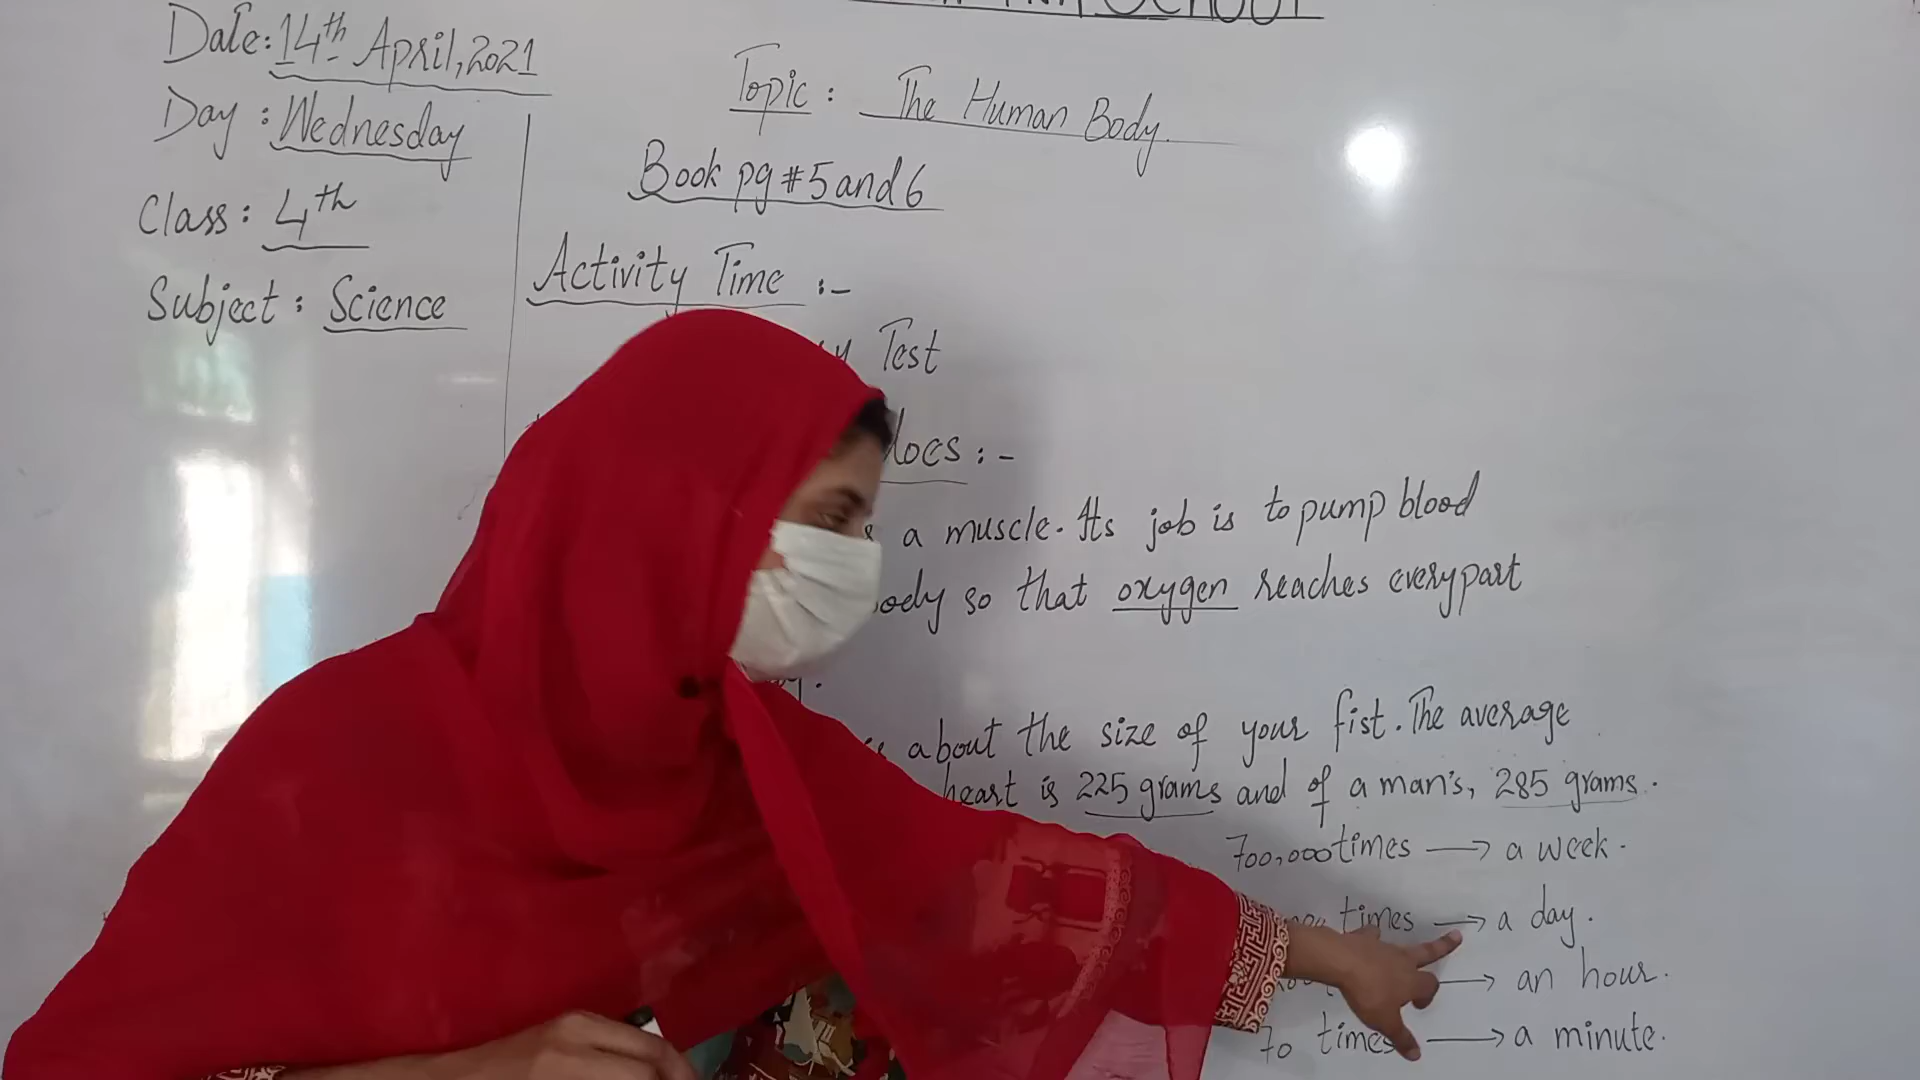 SCHOOL
Date: 14th April, 2021
Day : Wednesday
Class: 4th
Subject : Science
Topic : The Human Body.
Book pg # 5 and 6
Activity Time :-
Test
:-
a muscle. Its job is to pump blood
so that oxygen reaches every part
about the size of your fist. The average
heart is 225 grams and of a man's, 285 grams.
700,000 times → a week.
times → a day.
→ an hour.
70 times → a minute.